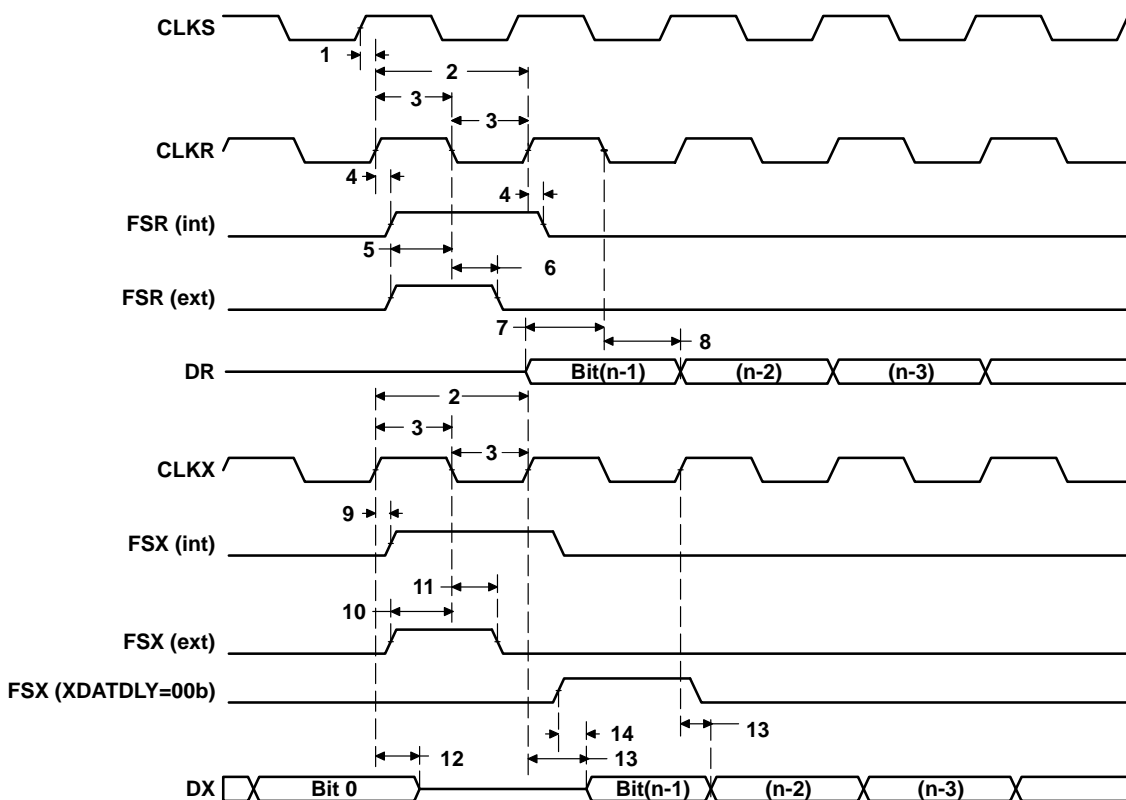 CLKS
1
2
3
3
CLKR
4
4
FSR (int)
5
6
FSR (ext)
7
8
DR
Bit(n-1)
(n-2)
(n-3)
2
3
3
CLKX
9
FSX (int)
11
10
FSX (ext)
FSX (XDATDLY=00b)
14
13
12
13
DX
Bit 0
Bit(n-1)
(n-2)
(n-3)